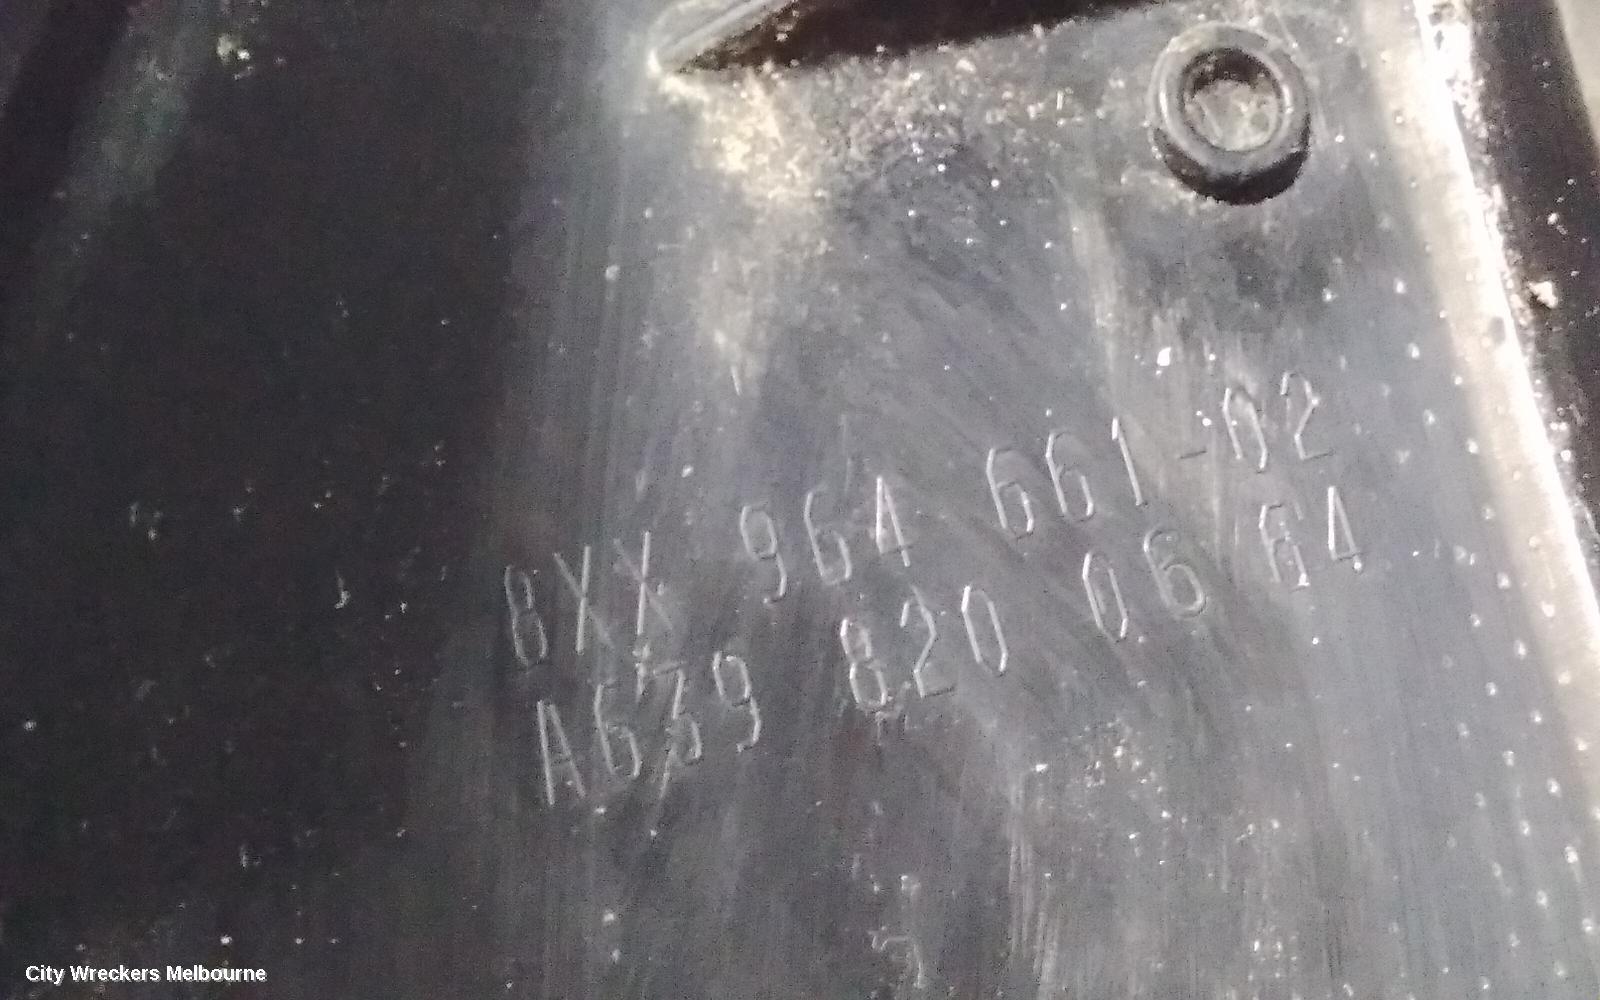 8XX 964 661-02
A639 820 06 64
City Wreckers Melbourne